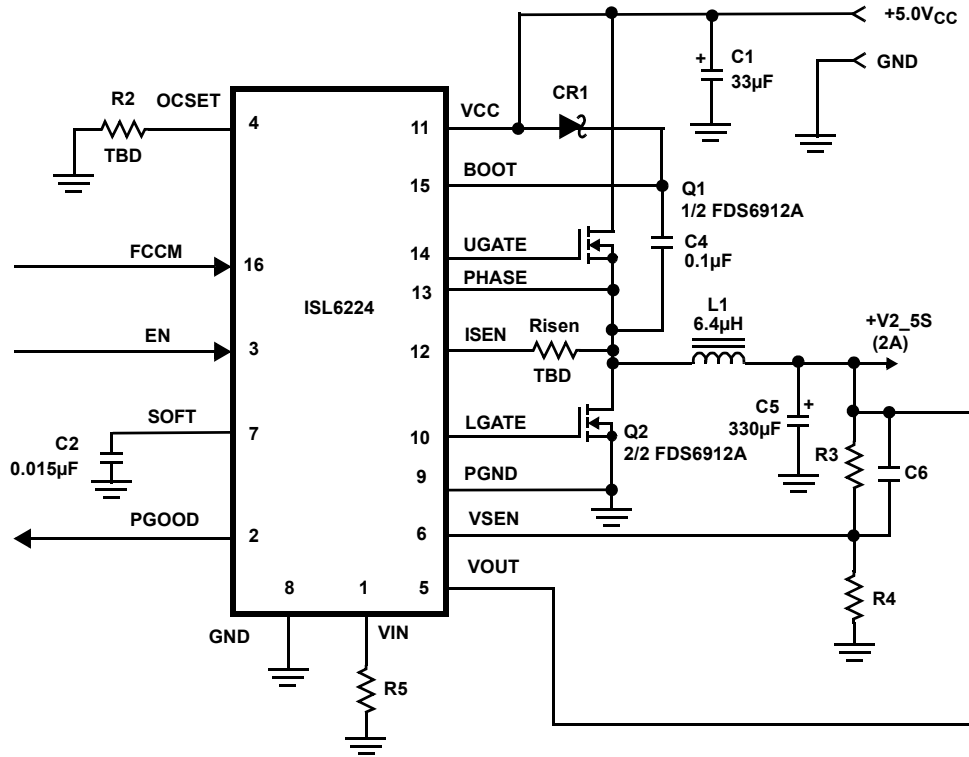 +5.0VCC
+ C1
33µF
GND
R2
OCSET
TBD
4
VCC
11
CR1
BOOT
15
Q1
1/2 FDS6912A
UGATE
14
C4
0.1µF
FCCM
16
PHASE
13
ISL6224
L1
6.4µH
+V2_5S
(2A)
EN
3
ISEN
12
Risen
TBD
SOFT
7
C2
0.015µF
LGATE
10
Q2
2/2 FDS6912A
C5 +
330µF
R3
C6
PGND
9
PGOOD
2
VSEN
6
VOUT
5
8
1
R4
GND
VIN
R5